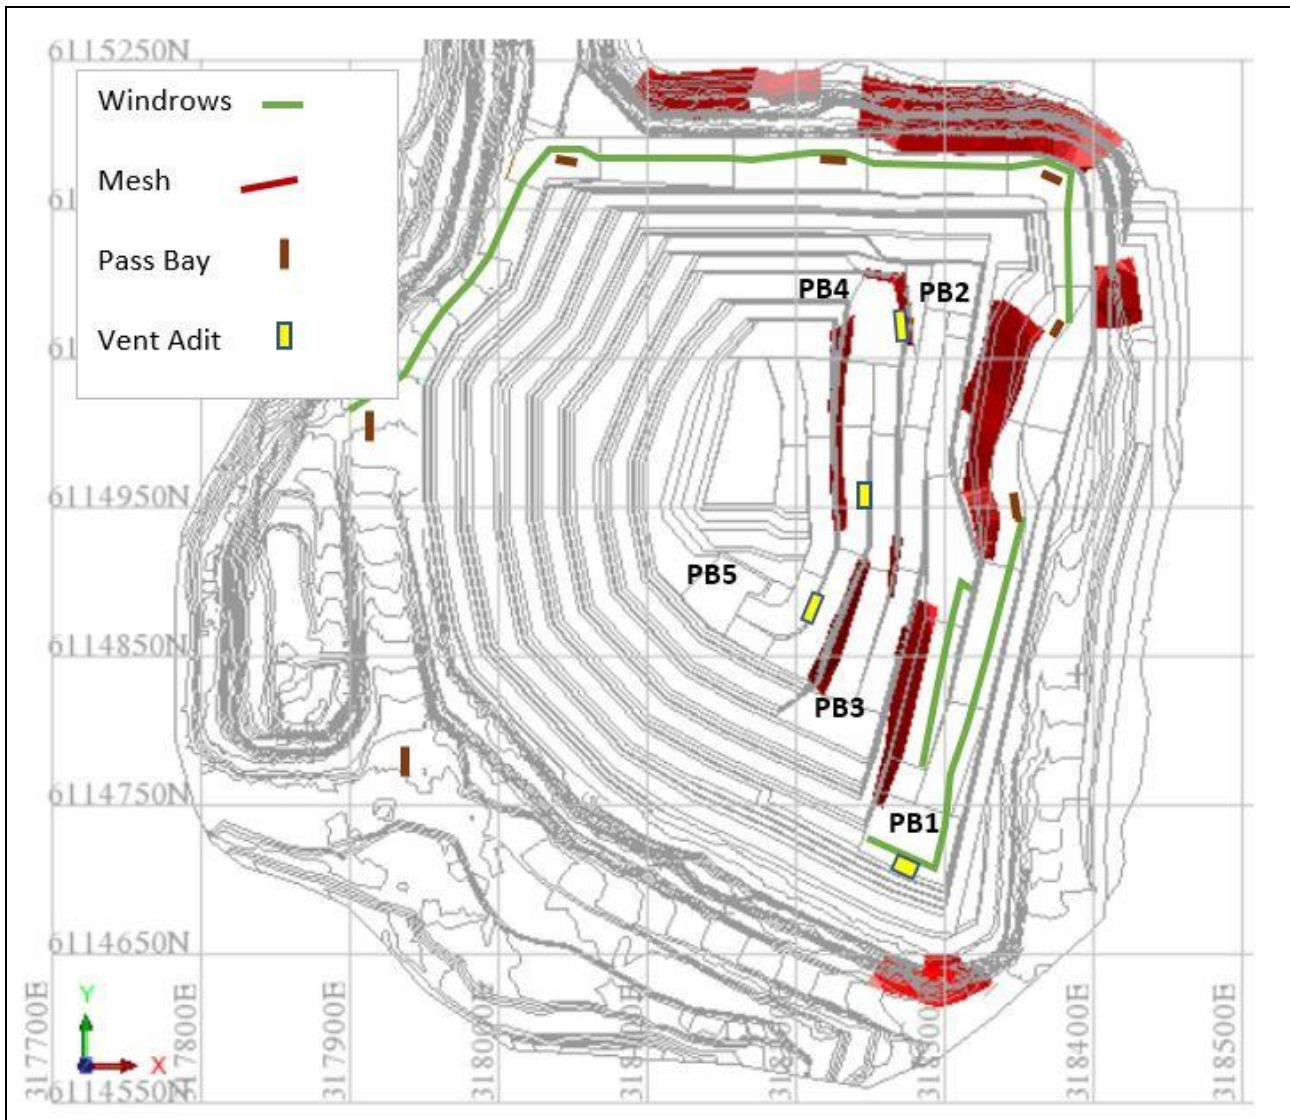 6115250N
Windrows
Mesh
Pass Bay
Vent Adit
PB4
PB2
6114950N
PB5
6114850N
PB3
6114750N
PB1
6114650N
Y
X
6114550N
317700E
317800E
317900E
318400E
318500E